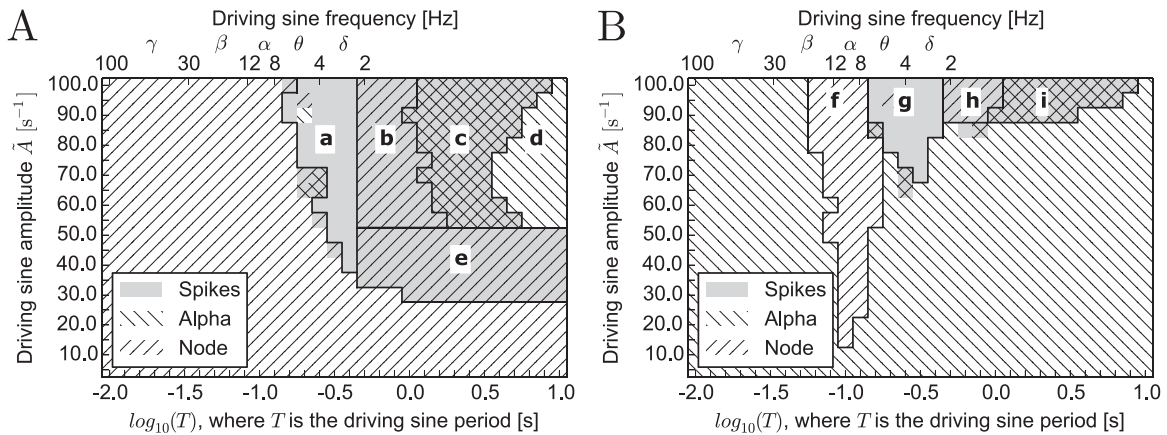 A
Driving sine frequency [Hz]
γ β α θ δ
100 30 12 8 4 2
Driving sine amplitude Ã [s⁻¹]
100.0
90.0
80.0
70.0
60.0
50.0
40.0
30.0
20.0
10.0
a b c d
e
Spikes
Alpha
Node
-2.0 -1.5 -1.0 -0.5 0.0 0.5 1.0
log₁₀(T), where T is the driving sine period [s]
B
Driving sine frequency [Hz]
γ β α θ δ
100 30 12 8 4 2
Driving sine amplitude Ã [s⁻¹]
100.0
90.0
80.0
70.0
60.0
50.0
40.0
30.0
20.0
10.0
f g h i
Spikes
Alpha
Node
-2.0 -1.5 -1.0 -0.5 0.0 0.5 1.0
log₁₀(T), where T is the driving sine period [s]